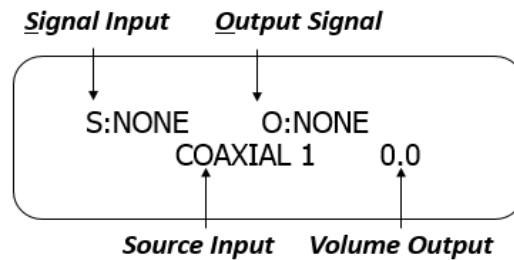 Signal Input Output Signal
S:NONE O:NONE
COAXIAL 1 0.0
Source Input Volume Output